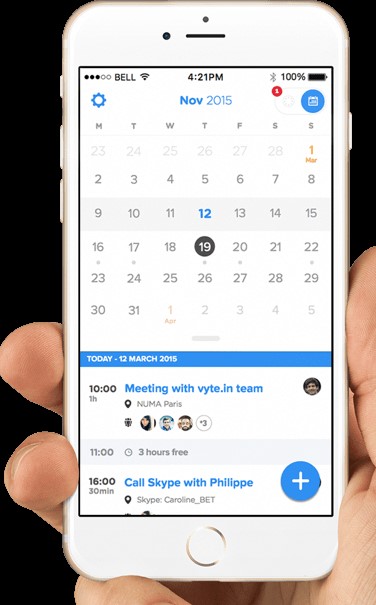 BELL 4:21PM 100%
Nov 2015 1
M T W T F S S
23 24 25 26 27 28 1
Mar
2 3 4 5 6 7 8
9 10 11 12 13 14 15
16 17 18 19 20 21 22
23 24 25 26 27 28 29
30 31 1 2 3 4 5
Apr
TODAY - 12 MARCH 2015
10:00 Meeting with vyte.in team
1h NUMA Paris
+3
11:00 3 hours free
16:00 Call Skype with Philippe
30min Skype: Caroline_BET